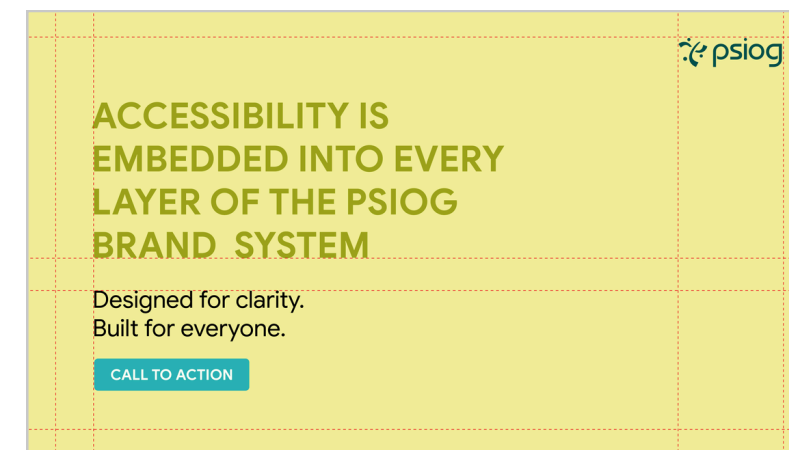 psiog
ACCESSIBILITY IS
EMBEDDED INTO EVERY
LAYER OF THE PSIOG
BRAND  SYSTEM
Designed for clarity.
Built for everyone.
CALL TO ACTION